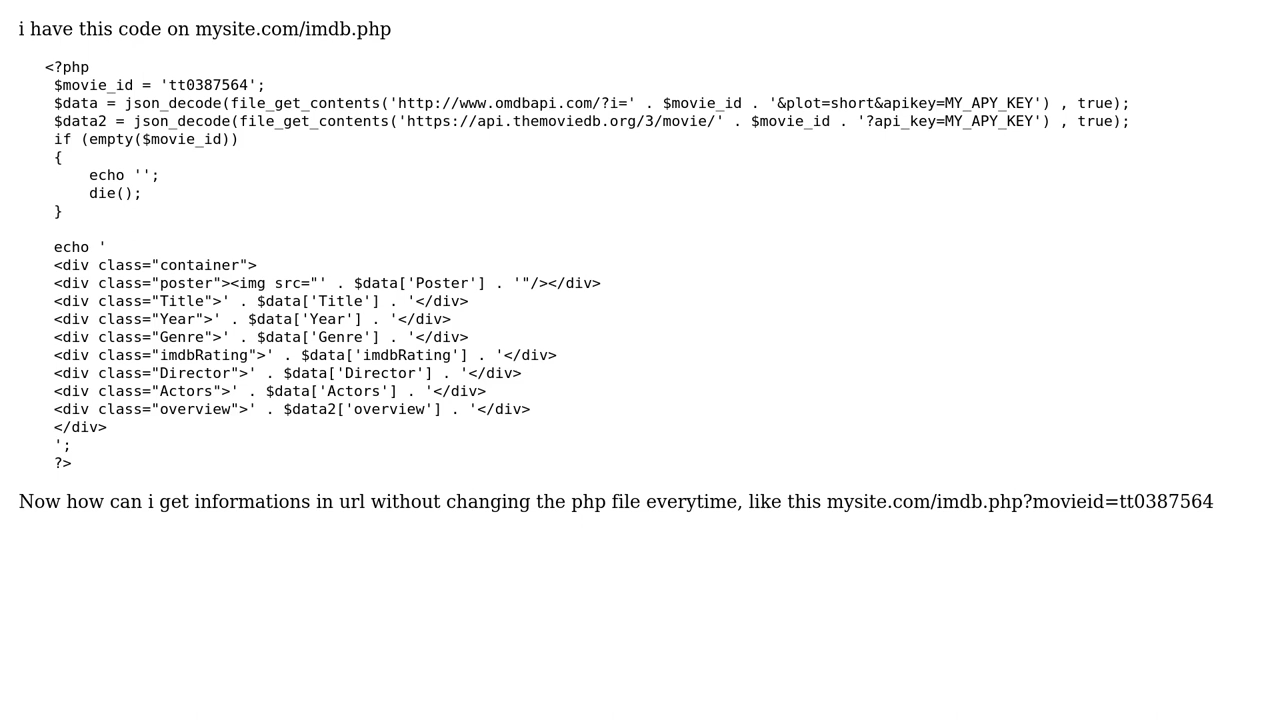 i have this code on mysite.com/imdb.php
<?php
$movie_id = 'tt0387564';
$data = json_decode(file_get_contents('http://www.omdbapi.com/?i=' . $movie_id . '&plot=short&apikey=MY_APY_KEY') , true);
$data2 = json_decode(file_get_contents('https://api.themoviedb.org/3/movie/' . $movie_id . '?api_key=MY_APY_KEY') , true);
if (empty($movie_id))
{
    echo '';
    die();
}
echo '
<div class="container">
<div class="poster"><img src="' . $data['Poster'] . '"/></div>
<div class="Title">' . $data['Title'] . '</div>
<div class="Year">' . $data['Year'] . '</div>
<div class="Genre">' . $data['Genre'] . '</div>
<div class="imdbRating">' . $data['imdbRating'] . '</div>
<div class="Director">' . $data['Director'] . '</div>
<div class="Actors">' . $data['Actors'] . '</div>
<div class="overview">' . $data2['overview'] . '</div>
</div>
';
?>
Now how can i get informations in url without changing the php file everytime, like this mysite.com/imdb.php?movieid=tt0387564